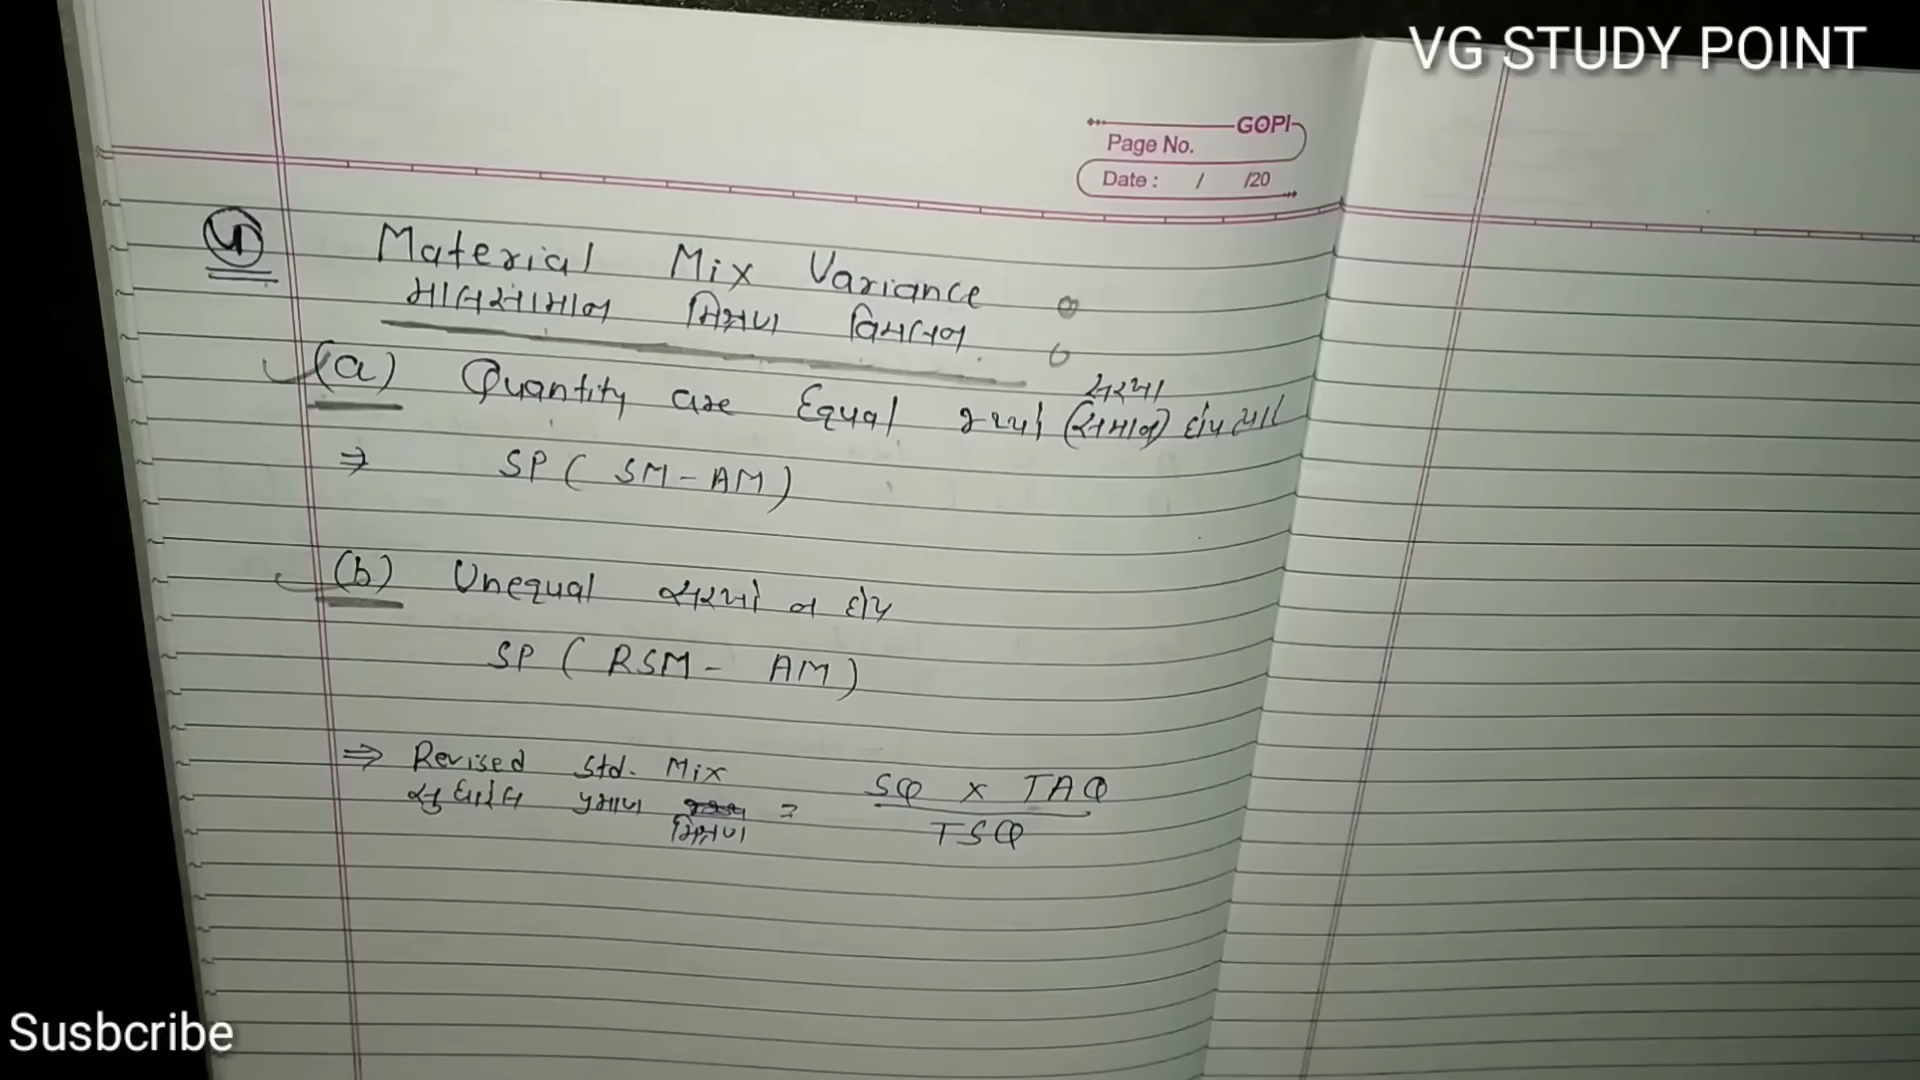 VG STUDY POINT
GOPI
Page No.
Date : / /20
Material Mix Variance
માલસામાન મિશ્રણ વિચલન
સરખા
(a) Quantity are Equal જથ્થો (સમાન) હોય ત્યારે
⇒ SP ( SM - AM )
(b) Unequal સરખો ન હોય
SP ( RSM - AM )
⇒ Revised Std. Mix SQ x TAQ
સુધારેલ પ્રમાણ =
મિશ્રણ TSQ
Susbcribe